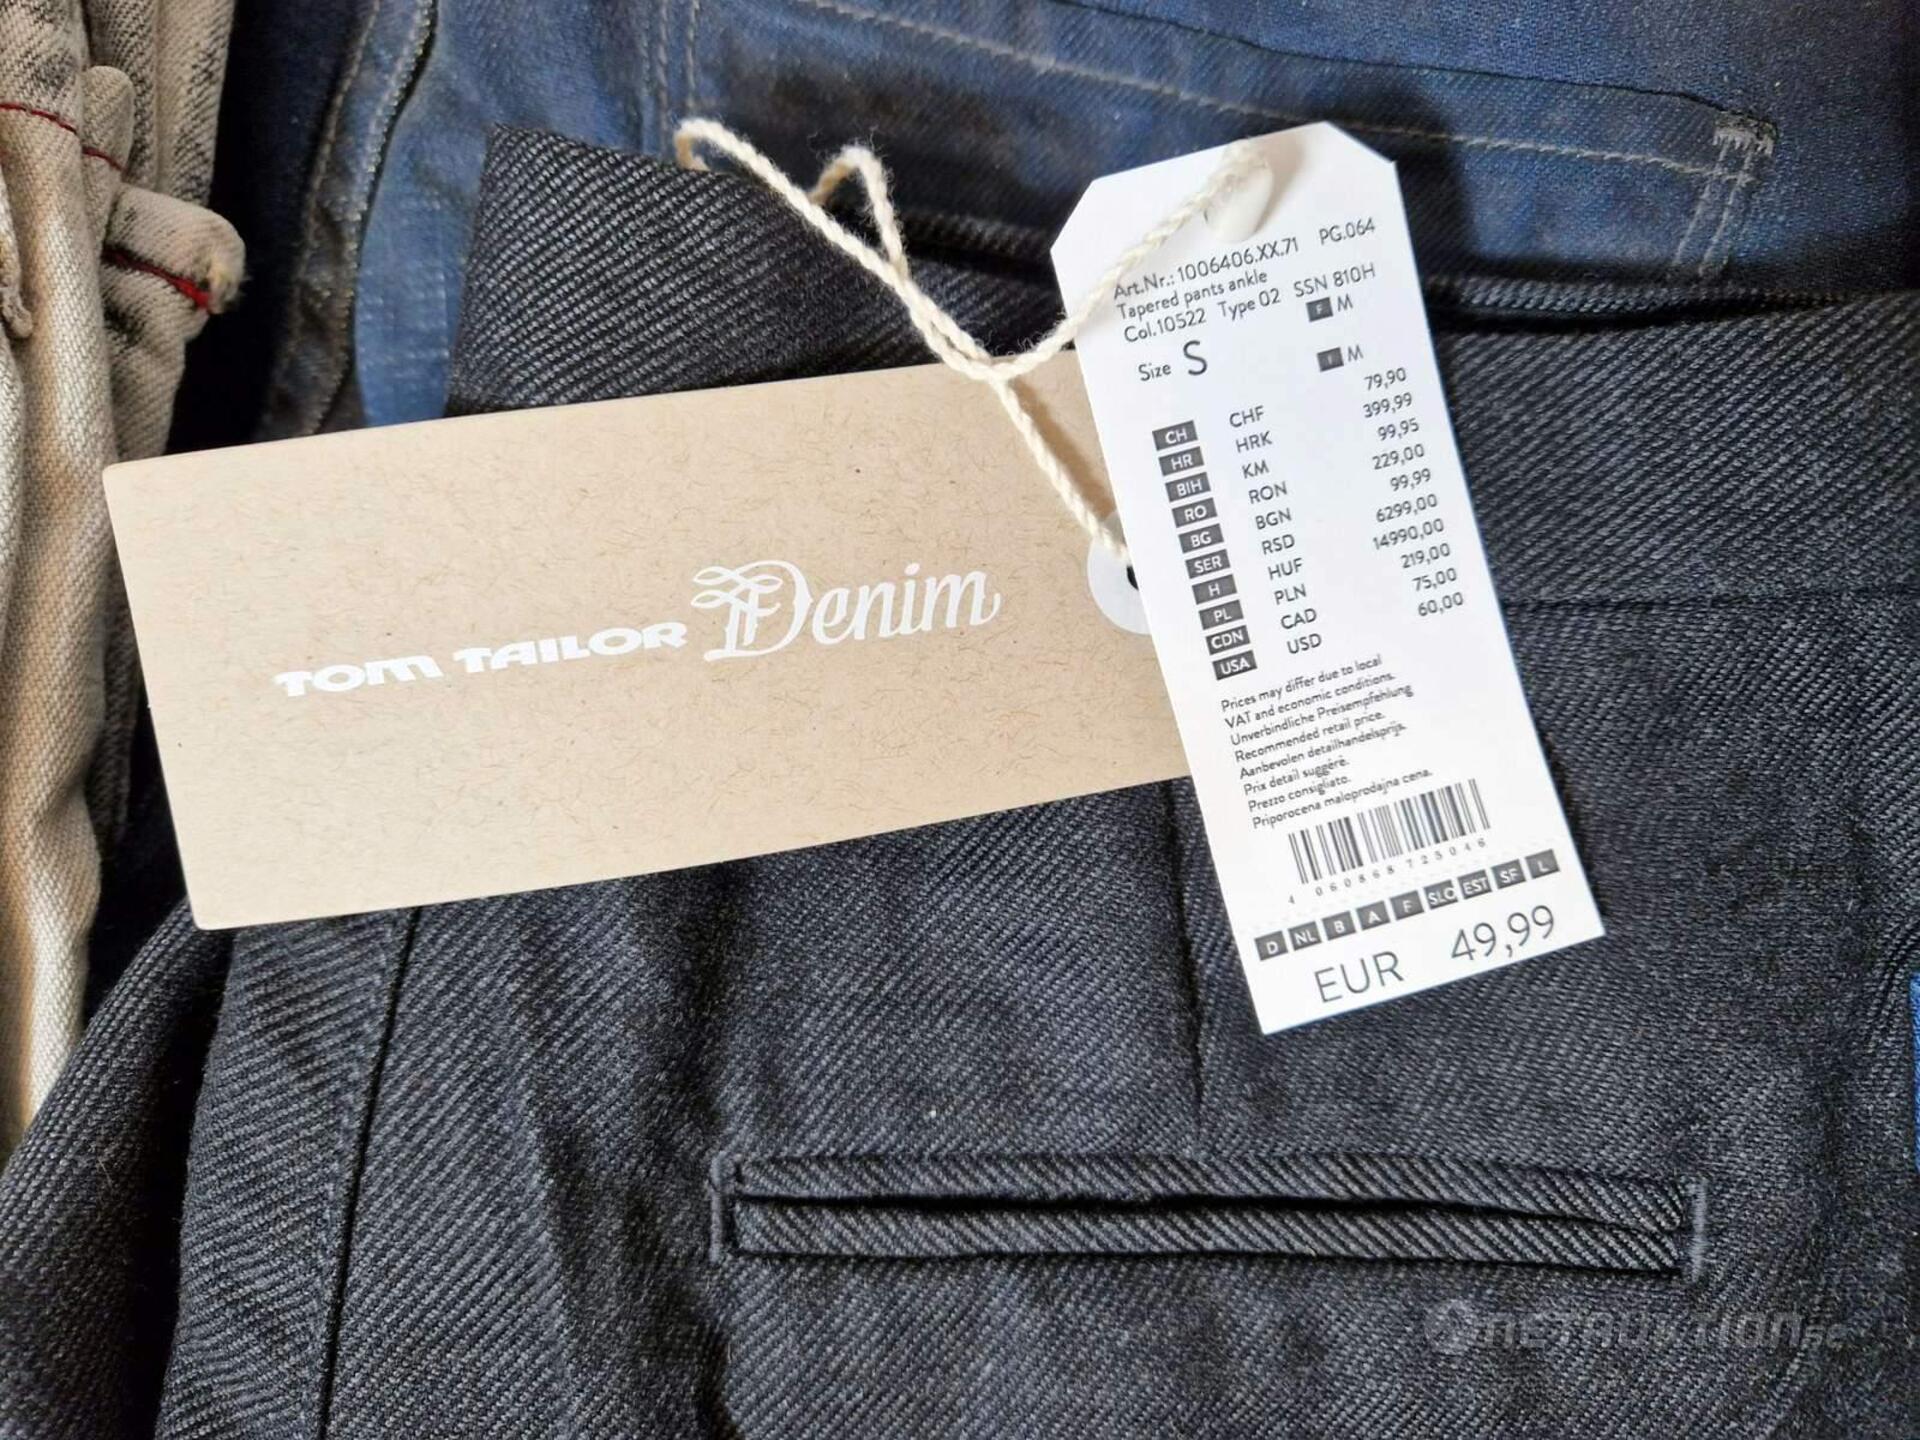 TOM TAILOR Denim
Art.Nr.: 1006406.XX.71 PG.064
Tapered pants ankle
Col.10522 Type 02 SSN 810H
F M
Size S
F M
CH CHF 79,90
HR HRK 399,99
BIH KM 99,95
RO RON 229,00
BG BGN 99,99
SER RSD 6299,00
H HUF 14990,00
PL PLN 219,00
CDN CAD 75,00
USA USD 60,00
Prices may differ due to local
VAT and economic conditions.
Unverbindliche Preisempfehlung
Recommended retail price.
Aanbevolen detailhandelsprijs.
Prix detail suggéré.
Prezzo consigliato.
Priporocena maloprodajna cena.
4 060868 725046
D NL B A F SLO EST SF L
EUR 49,99
NETAUKTION.SE